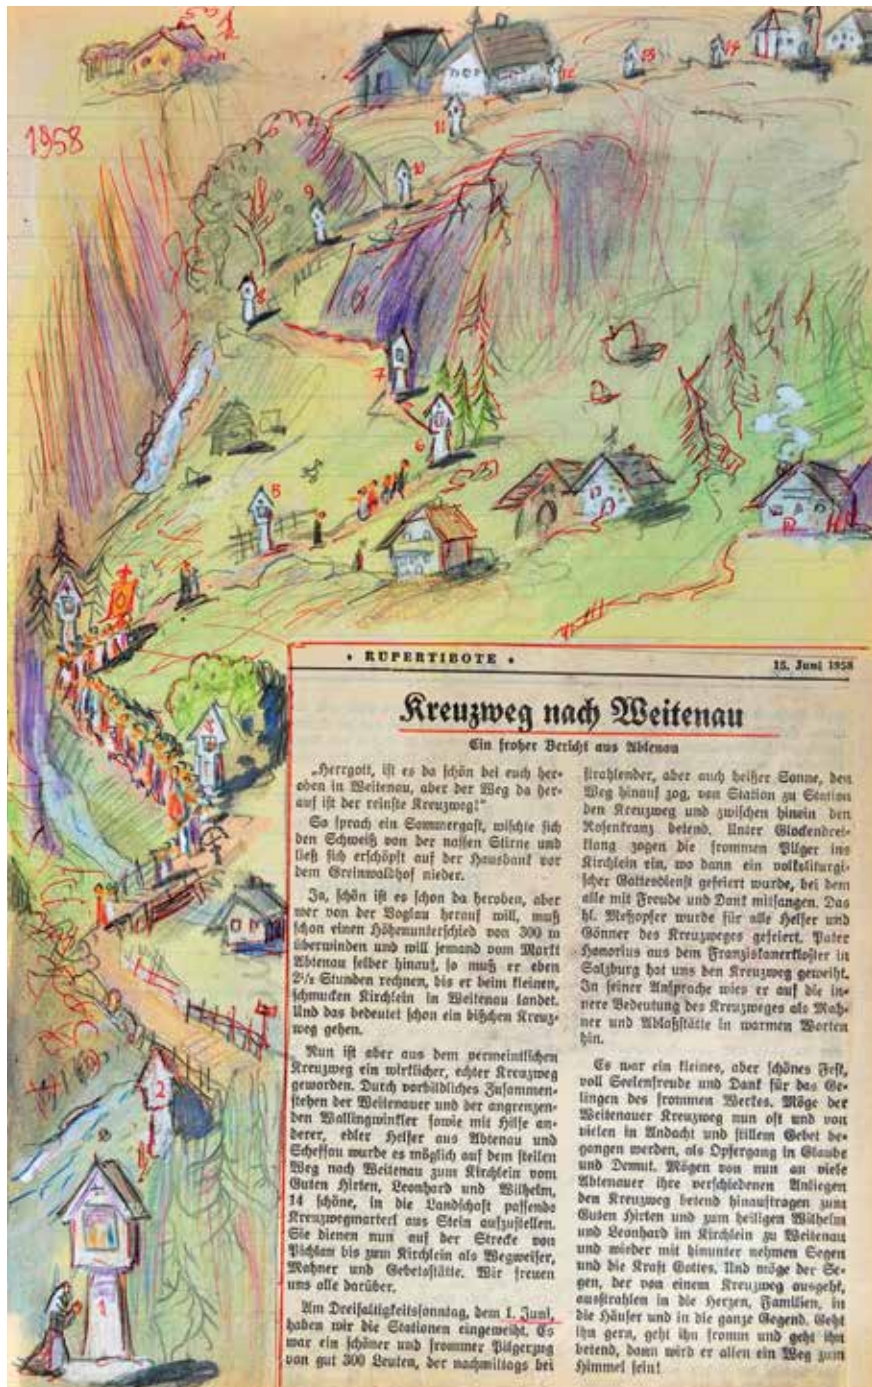 1958
14
13
12
11
10
9
8
7
6
5
4
2
1
• RUPERTIBOTE •
15. Juni 1958
Kreuzweg nach Weitenau
Ein froher Bericht aus Abtenau
„Herrgott, ist es da schön bei euch her-
oben in Weitenau, aber der Weg da her-
auf ist der reinste Kreuzweg!“
So sprach ein Sommergast, wischte sich
den Schweiß von der nassen Stirne und
ließ sich erschöpft auf der Hausbank vor
dem Greinwaldhof nieder.
Ja, schön ist es schon da heroben, aber
wer von der Voglau herauf will, muß
schon einen Höhenunterschied von 300 m
überwinden und will jemand vom Markt
Abtenau selber hinauf, so muß er eben
2½ Stunden rechnen, bis er beim kleinen,
schmucken Kirchlein in Weitenau landet.
Und das bedeutet schon ein bißchen Kreuz-
weg gehen.
Nun ist aber aus dem vermeintlichen
Kreuzweg ein wirklicher, echter Kreuzweg
geworden. Durch vorbildliches Zusammen-
stehen der Weitenauer und der angrenzen-
den Wallingwinkler sowie mit Hilfe an-
derer, edler Helfer aus Abtenau und
Scheffau wurde es möglich auf dem steilen
Weg nach Weitenau zum Kirchlein vom
Guten Hirten, Leonhard und Wilhelm,
14 schöne, in die Landschaft passende
Kreuzwegmarterl aus Stein aufzustellen.
Sie dienen nun auf der Strecke von
Pichlan bis zum Kirchlein als Wegweiser,
Mahner und Gebetsstätte. Wir freuen
uns alle darüber.
Am Dreifaltigkeitssonntag, dem 1. Juni,
haben wir die Stationen eingeweiht. Es
war ein schöner und frommer Pilgerzug
von gut 300 Leuten, der nachmittags bei
strahlender, aber auch heißer Sonne, den
Weg hinauf zog, von Station zu Station
den Kreuzweg und zwischen hinein den
Rosenkranz betend. Unter Glockendrei-
klang zogen die frommen Pilger ins
Kirchlein ein, wo dann ein volksliturgi-
scher Gottesdienst gefeiert wurde, bei dem
alle mit Freude und Dank mitsangen. Das
hl. Meßopfer wurde für alle Helfer und
Gönner des Kreuzweges gefeiert. Pater
Honorius aus dem Franziskanerkloster in
Salzburg hat uns den Kreuzweg geweiht.
In seiner Ansprache wies er auf die in-
nere Bedeutung des Kreuzweges als Mah-
ner und Ablaßstätte in warmen Worten
hin.
Es war ein kleines, aber schönes Fest,
voll Seelenfreude und Dank für das Ge-
lingen des frommen Werkes. Möge der
Weitenauer Kreuzweg nun oft und von
vielen in Andacht und stillem Gebet be-
gangen werden, als Opfergang in Glaube
und Demut. Mögen von nun an viele
Abtenauer ihre verschiedenen Anliegen
den Kreuzweg betend hinauftragen zum
Guten Hirten und zum heiligen Wilhelm
und Leonhard im Kirchlein zu Weitenau
und wieder mit hinunter nehmen Segen
und die Kraft Gottes. Und möge der Se-
gen, der von einem Kreuzweg ausgeht,
ausstrahlen in die Herzen, Familien, in
die Häuser und in die ganze Gegend. Geht
ihn gern, geht ihn fromm und geht ihn
betend, dann wird er allen ein Weg zum
Himmel sein!